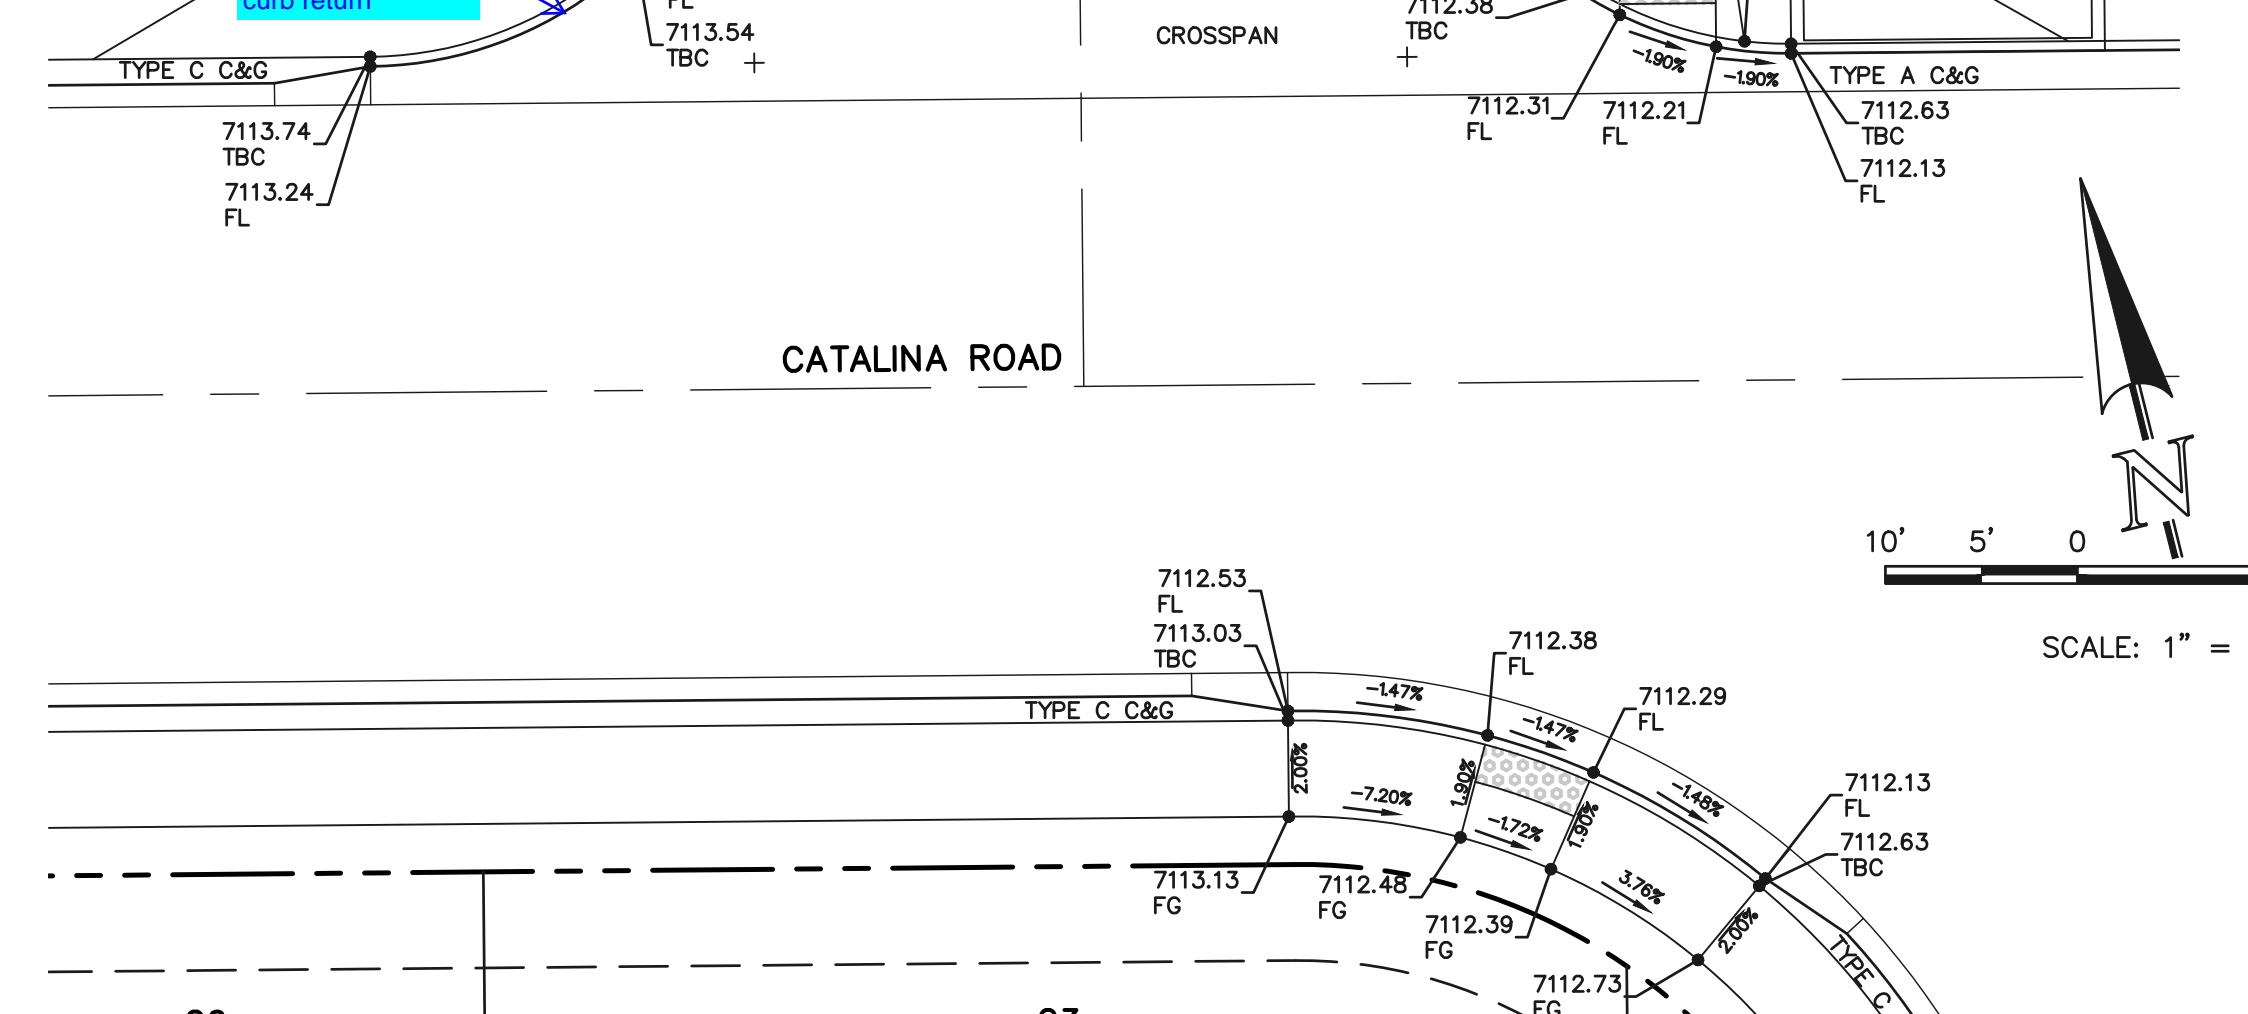 curb return
FL
7113.54
TBC
CROSSPAN
7112.38
TBC
-1.90%
-1.90%
TYPE C C&G
TYPE A C&G
7113.74
TBC
7112.31
FL
7112.21
FL
7112.63
TBC
7113.24
FL
7112.13
FL
CATALINA ROAD
N
10' 5' 0
SCALE: 1" =
7112.53
FL
7113.03
TBC
7112.38
FL
-1.47%
7112.29
FL
TYPE C C&G
-1.47%
2.00%
1.90%
-7.20%
-1.72%
1.90%
-1.48%
7112.13
FL
7112.63
TBC
7113.13
FG
7112.48
FG
3.76%
7112.39
FG
2.00%
TYPE C
7112.73
FG